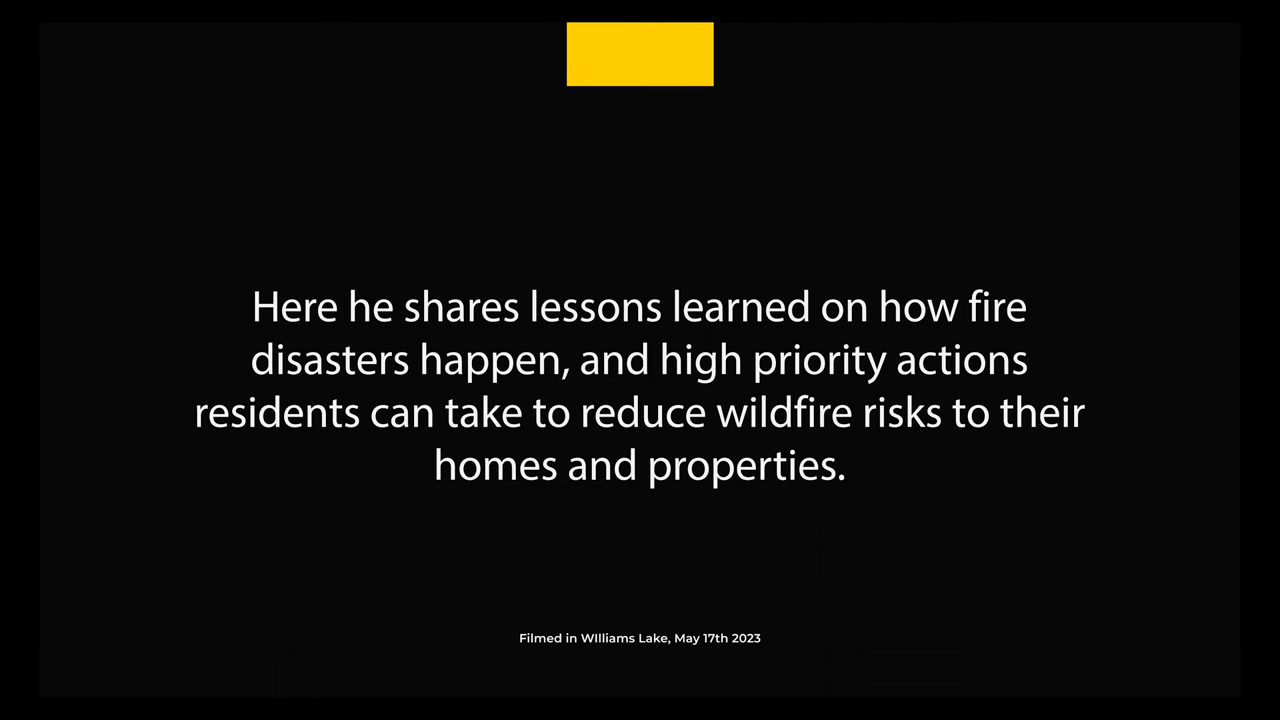 Here he shares lessons learned on how fire
disasters happen, and high priority actions
residents can take to reduce wildfire risks to their
homes and properties.
Filmed in WIlliams Lake, May 17th 2023